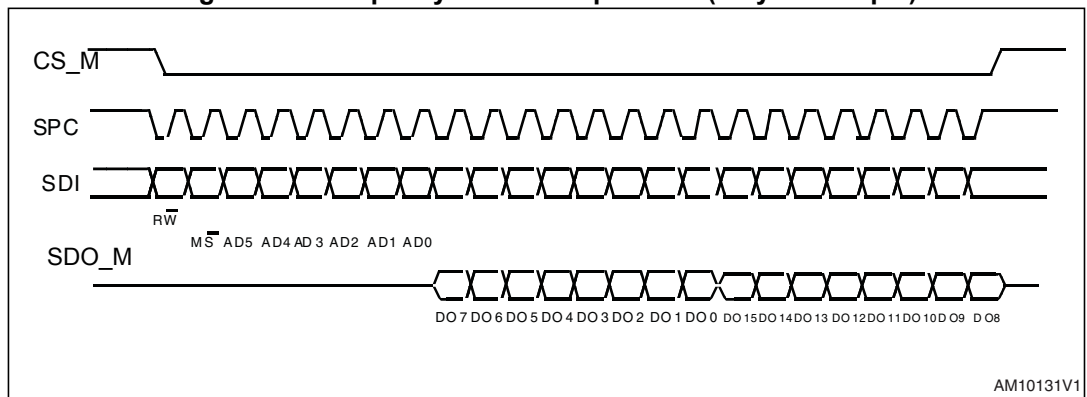 CS_M
SPC
SDI
RW
MS AD5 AD4 AD3 AD2 AD1 AD0
SDO_M
DO7 DO6 DO5 DO4 DO3 DO2 DO1 DO0 DO15 DO14 DO13 DO12 DO11 DO10 DO9 DO8
AM10131V1